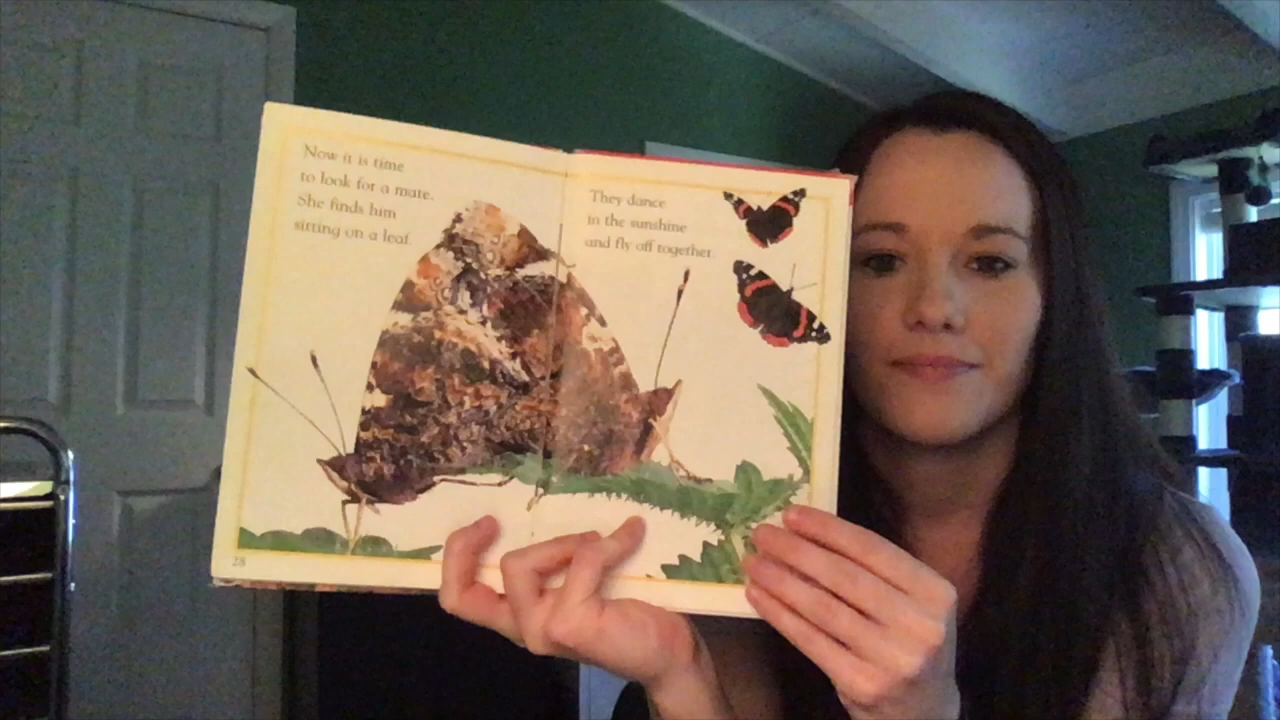 Now it is time
to look for a mate.
She finds him
sitting on a leaf.
They dance
in the sunshine
and fly off together.
28